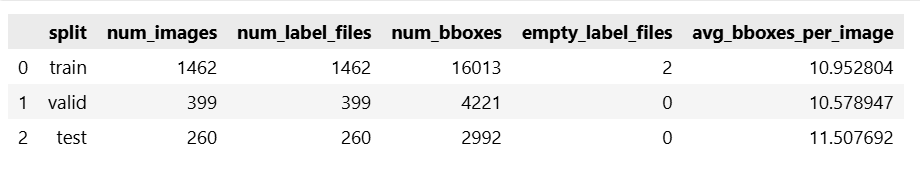 split num_images num_label_files num_bboxes empty_label_files avg_bboxes_per_image
0 train 1462 1462 16013 2 10.952804
1 valid 399 399 4221 0 10.578947
2 test 260 260 2992 0 11.507692